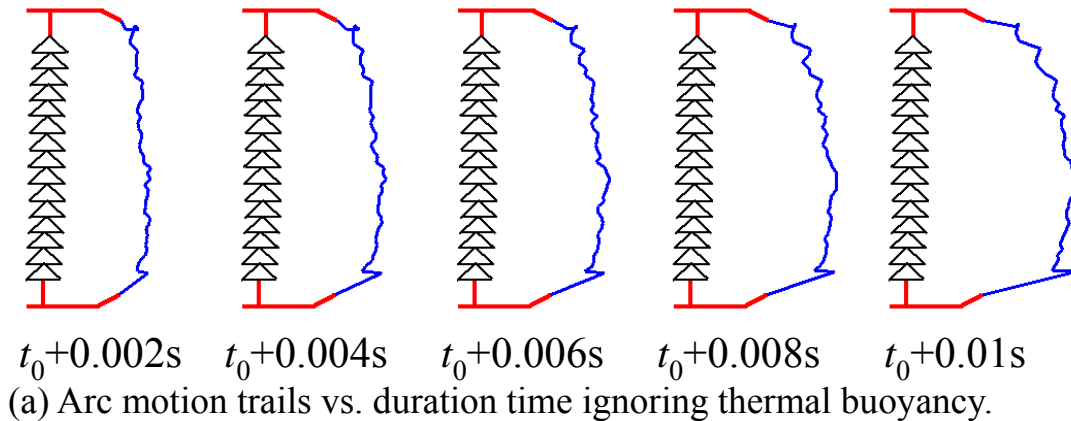 t₀+0.002s t₀+0.004s t₀+0.006s t₀+0.008s t₀+0.01s
(a) Arc motion trails vs. duration time ignoring thermal buoyancy.